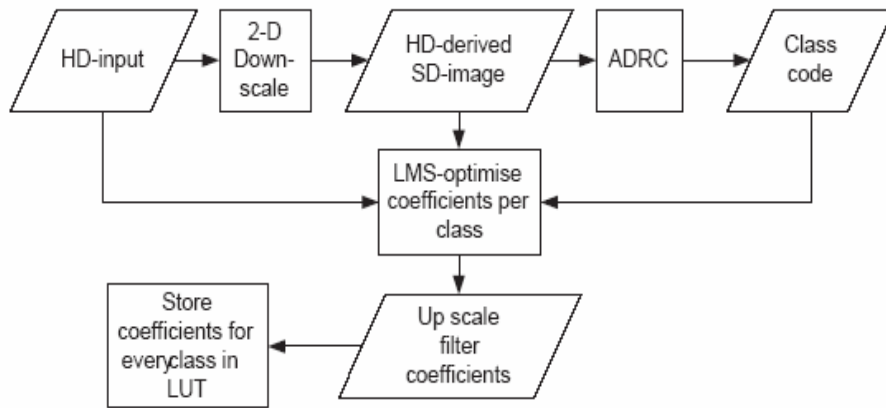 HD-input
2-D
Down-
scale
HD-derived
SD-image
ADRC
Class
code
LMS-optimise
coefficients per
class
Store
coefficients for
everyclass in
LUT
Up scale
filter
coefficients